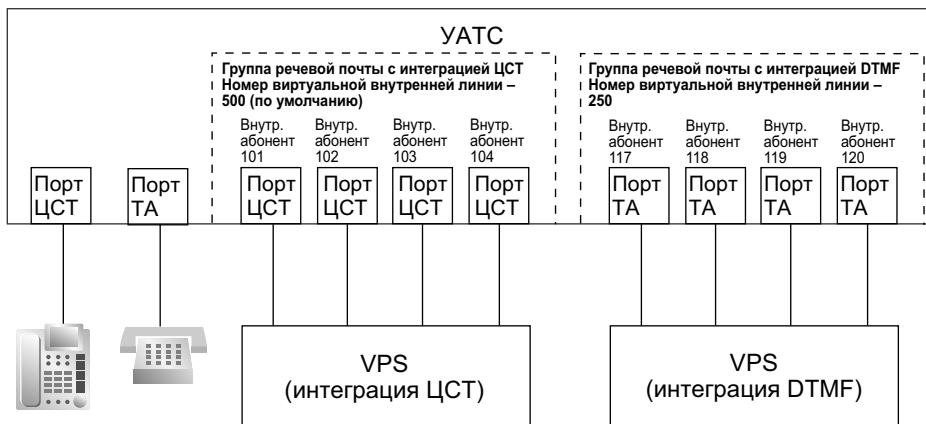 УАТС
Группа речевой почты с интеграцией ЦСТ
Номер виртуальной внутренней линии –
500 (по умолчанию)
Группа речевой почты с интеграцией DTMF
Номер виртуальной внутренней линии –
250
Внутр. абонент 101
Внутр. абонент 102
Внутр. абонент 103
Внутр. абонент 104
Внутр. абонент 117
Внутр. абонент 118
Внутр. абонент 119
Внутр. абонент 120
Порт ЦСТ
Порт ТА
Порт ЦСТ
Порт ЦСТ
Порт ЦСТ
Порт ЦСТ
Порт ТА
Порт ТА
Порт ТА
Порт ТА
VPS
(интеграция ЦСТ)
VPS
(интеграция DTMF)